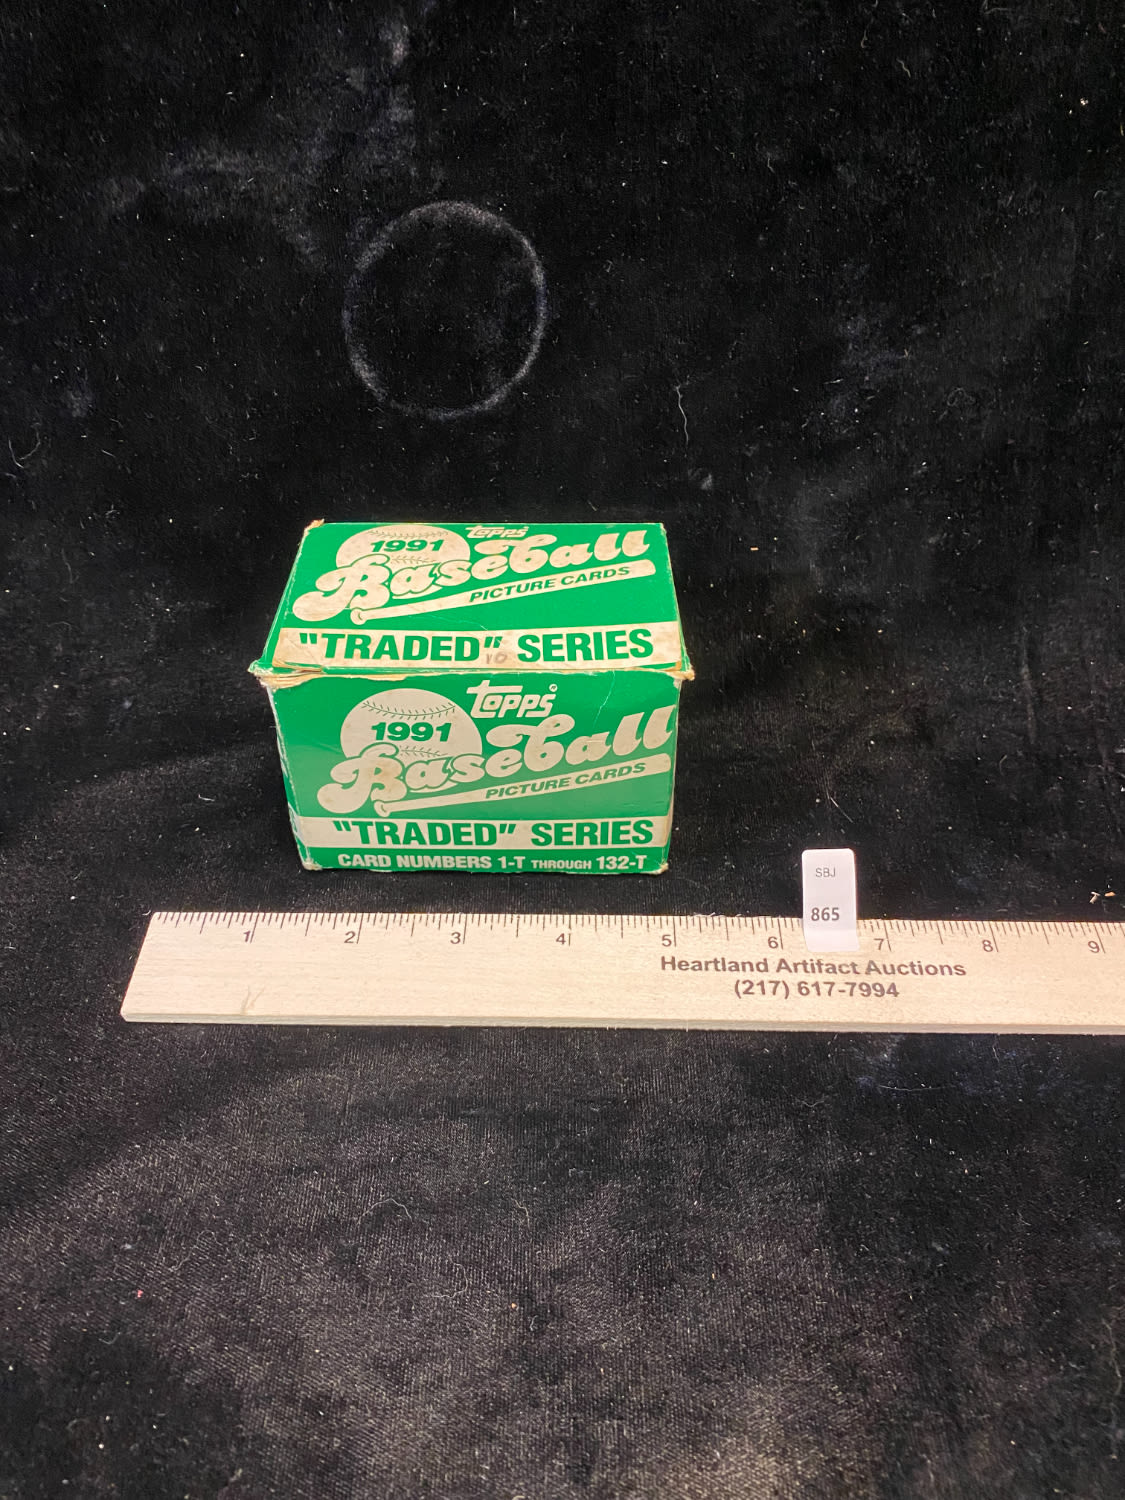 topps
1991
Baseball
PICTURE CARDS
"TRADED" SERIES
10
topps®
1991
Baseball
PICTURE CARDS
"TRADED" SERIES
CARD NUMBERS 1-T THROUGH 132-T
SBJ
865
1 2 3 4 5 6 7 8 9
Heartland Artifact Auctions
(217) 617-7994